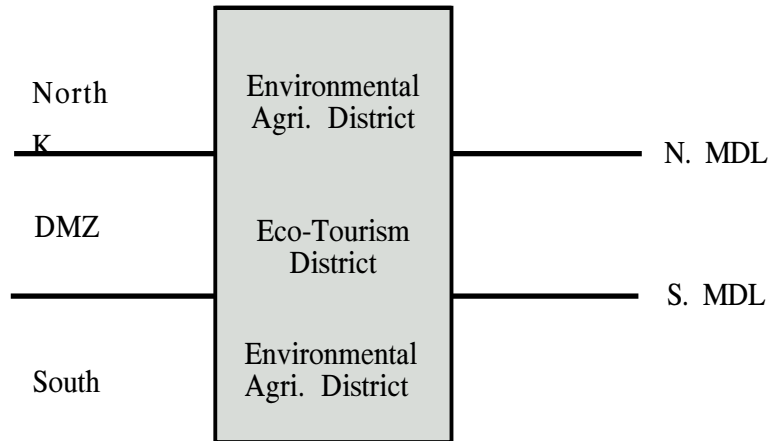 North
K
Environmental
Agri. District
N. MDL
DMZ
Eco-Tourism
District
S. MDL
South
Environmental
Agri. District